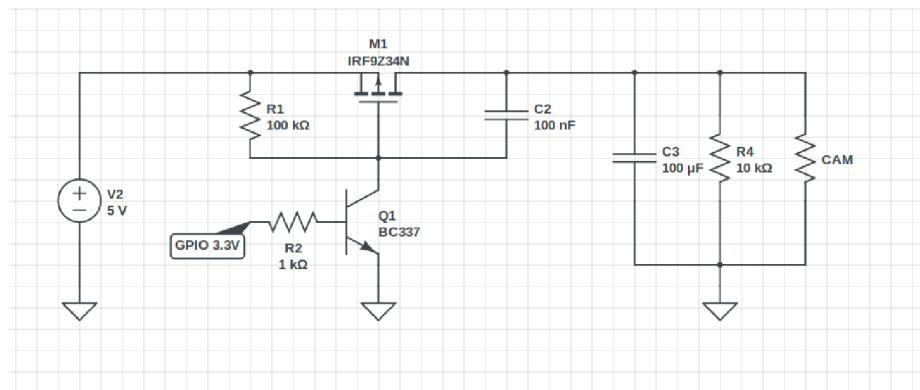 M1
IRF9Z34N
R1
100 kΩ
C2
100 nF
C3
100 µF
R4
10 kΩ
CAM
V2
5 V
+
−
GPIO 3.3V
R2
1 kΩ
Q1
BC337